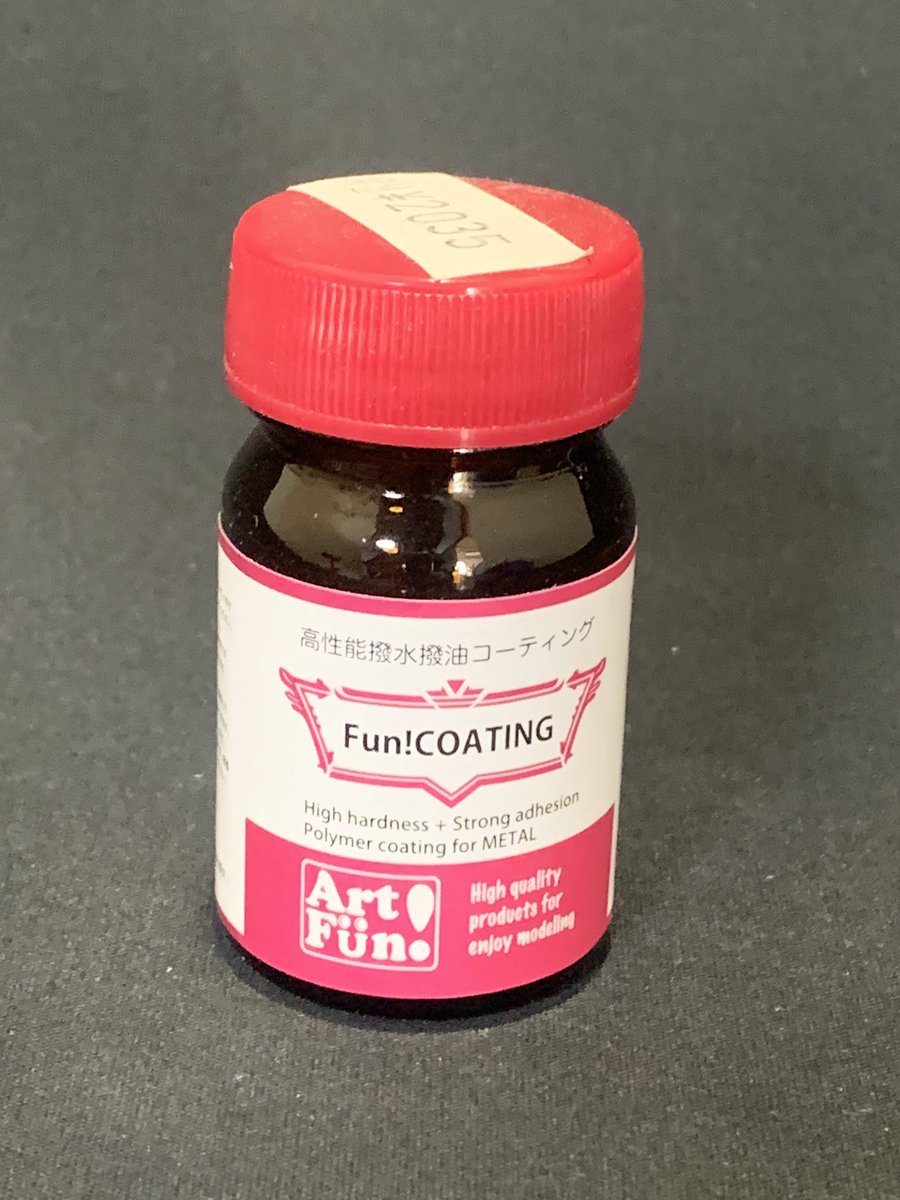 ¥2035
高性能撥水撥油コーティング
Fun!COATING
High hardness + Strong adhesion
Polymer coating for METAL
Art
Fün!
High quality
products for
enjoy modeling